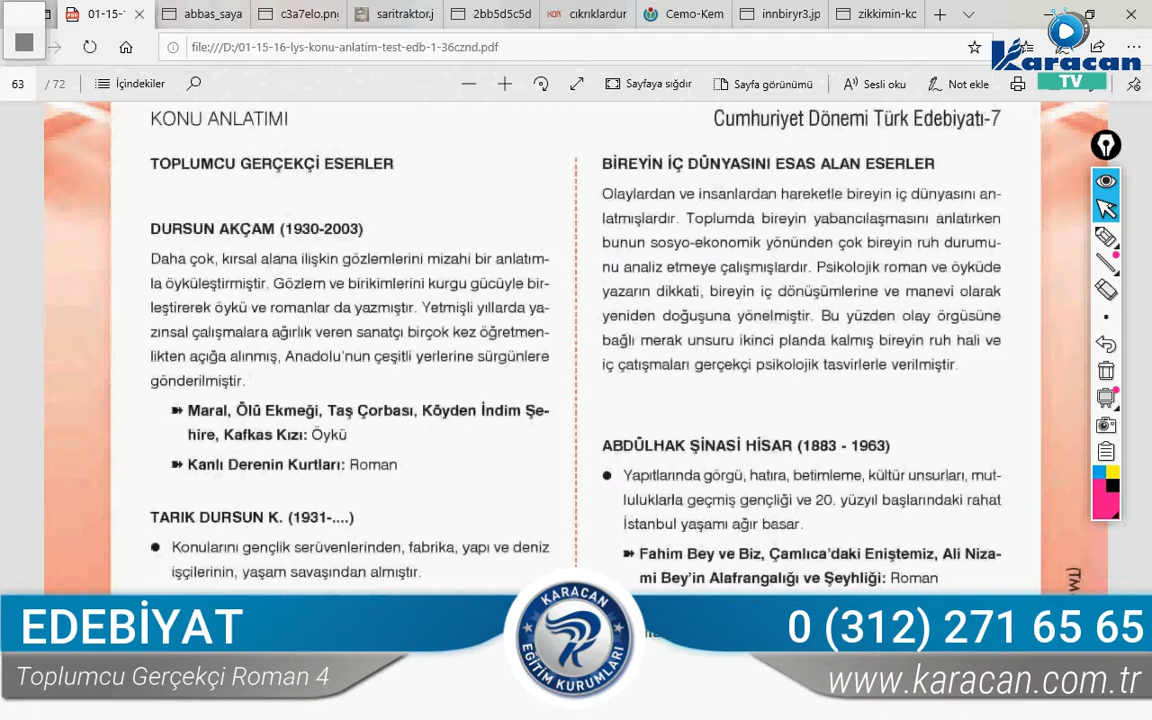 01-15-
abbas_saya
c3a7elo.pn
saritraktor.j
2bb5d5c5d
KDR
cıkrıklardur
Cemo-Kem
innbiryr3.jp
zikkimin-kc
file:///D:/01-15-16-lys-konu-anlatim-test-edb-1-36cznd.pdf
Karacan
TV
63 / 72
İçindekiler
Sayfaya sığdır
Sayfa görünümü
Sesli oku
Not ekle
KONU ANLATIMI
Cumhuriyet Dönemi Türk Edebiyatı-7
TOPLUMCU GERÇEKÇİ ESERLER
DURSUN AKÇAM (1930-2003)
Daha çok, kırsal alana ilişkin gözlemlerini mizahi bir anlatım-
la öyküleştirmiştir. Gözlem ve birikimlerini kurgu gücüyle bir-
leştirerek öykü ve romanlar da yazmıştır. Yetmişli yıllarda ya-
zınsal çalışmalara ağırlık veren sanatçı birçok kez öğretmen-
likten açığa alınmış, Anadolu'nun çeşitli yerlerine sürgünlere
gönderilmiştir.
Maral, Ölü Ekmeği, Taş Çorbası, Köyden İndim Şe-
hire, Kafkas Kızı: Öykü
Kanlı Derenin Kurtları: Roman
TARIK DURSUN K. (1931-....)
● Konularını gençlik serüvenlerinden, fabrika, yapı ve deniz
işçilerinin, yaşam savaşından almıştır.
BİREYİN İÇ DÜNYASINI ESAS ALAN ESERLER
Olaylardan ve insanlardan hareketle bireyin iç dünyasını an-
latmışlardır. Toplumda bireyin yabancılaşmasını anlatırken
bunun sosyo-ekonomik yönünden çok bireyin ruh durumu-
nu analiz etmeye çalışmışlardır. Psikolojik roman ve öyküde
yazarın dikkati, bireyin iç dönüşümlerine ve manevi olarak
yeniden doğuşuna yönelmiştir. Bu yüzden olay örgüsüne
bağlı merak unsuru ikinci planda kalmış bireyin ruh hali ve
iç çatışmaları gerçekçi psikolojik tasvirlerle verilmiştir.
ABDÜLHAK ŞİNASİ HİSAR (1883 - 1963)
● Yapıtlarında görgü, hatıra, betimleme, kültür unsurları, mut-
luluklarla geçmiş gençliği ve 20. yüzyıl başlarındaki rahat
İstanbul yaşamı ağır basar.
Fahim Bey ve Biz, Çamlıca'daki Eniştemiz, Ali Niza-
mi Bey'in Alafrangalığı ve Şeyhliği: Roman
(TM
EDEBİYAT
Toplumcu Gerçekçi Roman 4
KARACAN
EĞİTİM KURUMLARI
0 (312) 271 65 65
www.karacan.com.tr